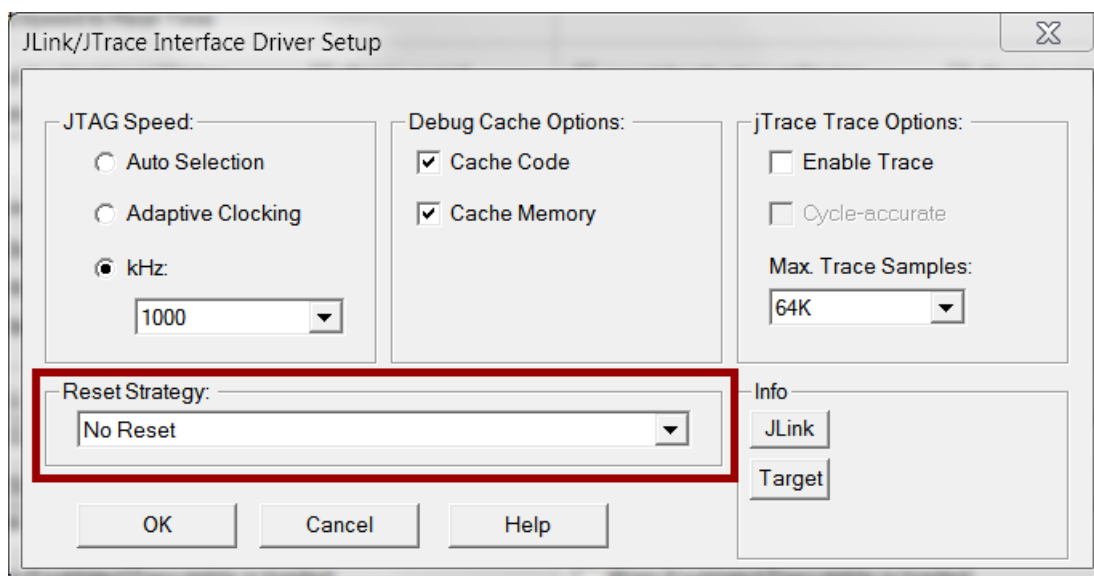 JLink/JTrace Interface Driver Setup
JTAG Speed:
Auto Selection
Adaptive Clocking
kHz:
1000
Debug Cache Options:
Cache Code
Cache Memory
jTrace Trace Options:
Enable Trace
Cycle-accurate
Max. Trace Samples:
64K
Reset Strategy:
No Reset
Info
JLink
Target
OK
Cancel
Help